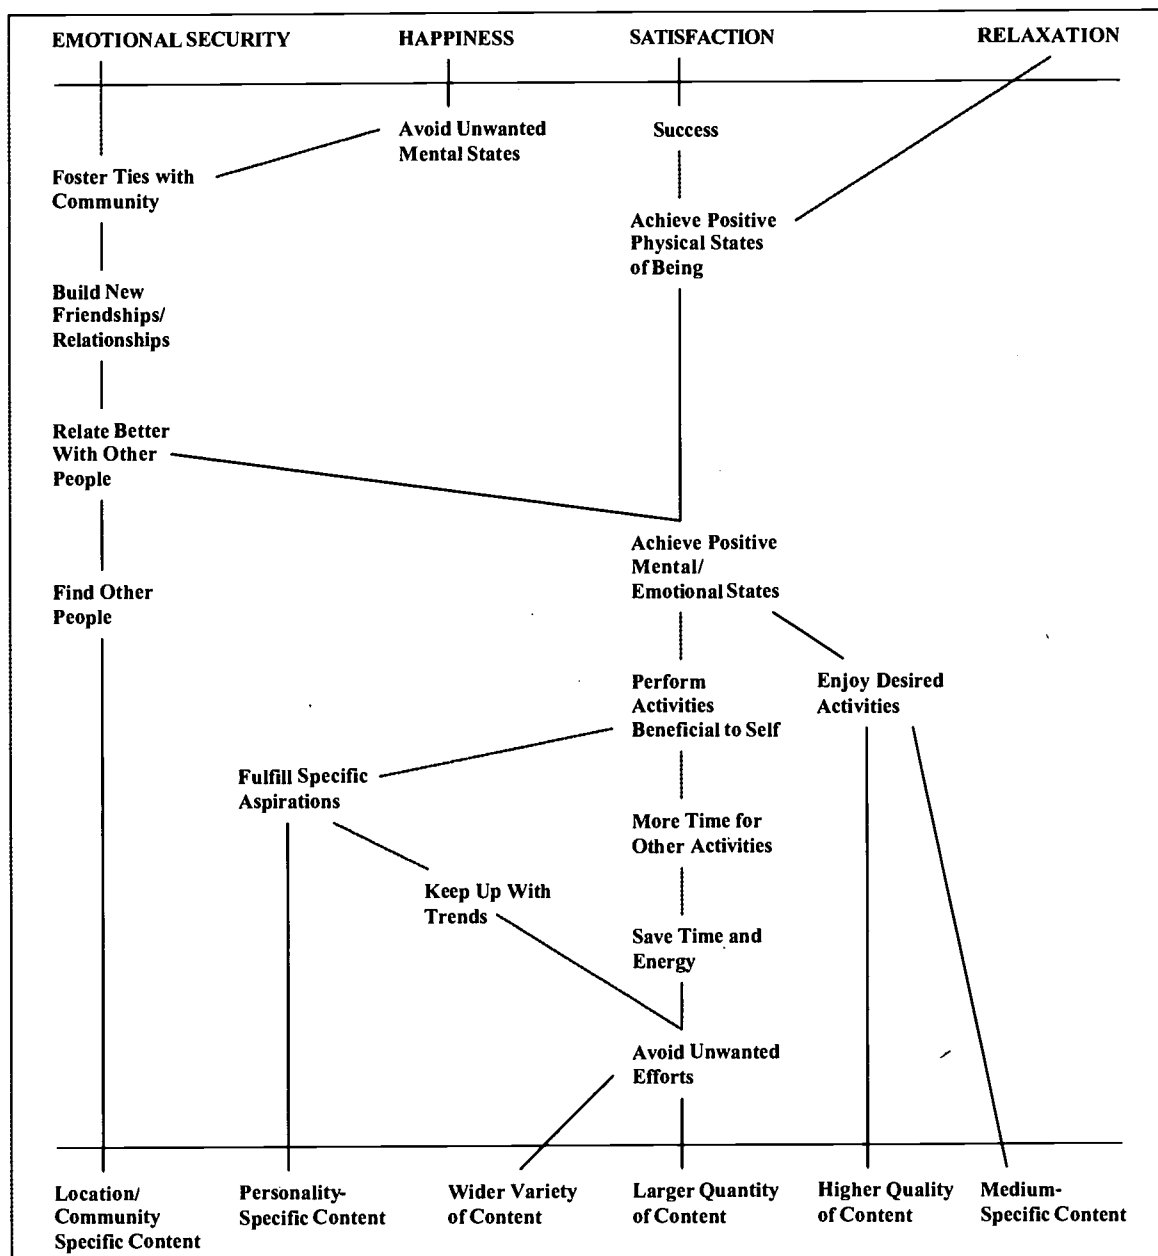 EMOTIONAL SECURITY
HAPPINESS
SATISFACTION
RELAXATION
Avoid Unwanted
Mental States
Success
Foster Ties with
Community
Achieve Positive
Physical States
of Being
Build New
Friendships/
Relationships
Relate Better
With Other
People
Achieve Positive
Mental/
Emotional States
Find Other
People
Perform
Activities
Beneficial to Self
Enjoy Desired
Activities
Fulfill Specific
Aspirations
More Time for
Other Activities
Keep Up With
Trends
Save Time and
Energy
Avoid Unwanted
Efforts
Location/
Community
Specific Content
Personality-
Specific Content
Wider Variety
of Content
Larger Quantity
of Content
Higher Quality
of Content
Medium-
Specific Content